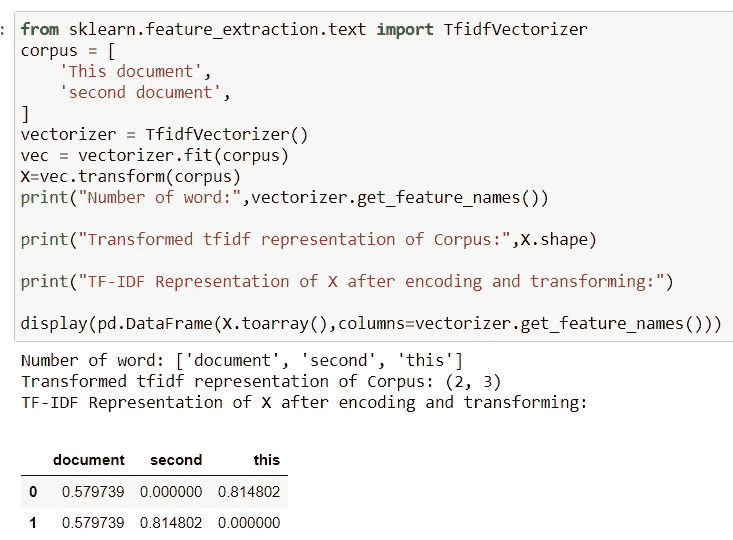 : from sklearn.feature_extraction.text import TfidfVectorizer
corpus = [
    'This document',
    'second document',
]
vectorizer = TfidfVectorizer()
vec = vectorizer.fit(corpus)
X=vec.transform(corpus)
print("Number of word:",vectorizer.get_feature_names())
print("Transformed tfidf representation of Corpus:",X.shape)
print("TF-IDF Representation of X after encoding and transforming:")
display(pd.DataFrame(X.toarray(),columns=vectorizer.get_feature_names()))
Number of word: ['document', 'second', 'this']
Transformed tfidf representation of Corpus: (2, 3)
TF-IDF Representation of X after encoding and transforming:
document second this
0 0.579739 0.000000 0.814802
1 0.579739 0.814802 0.000000